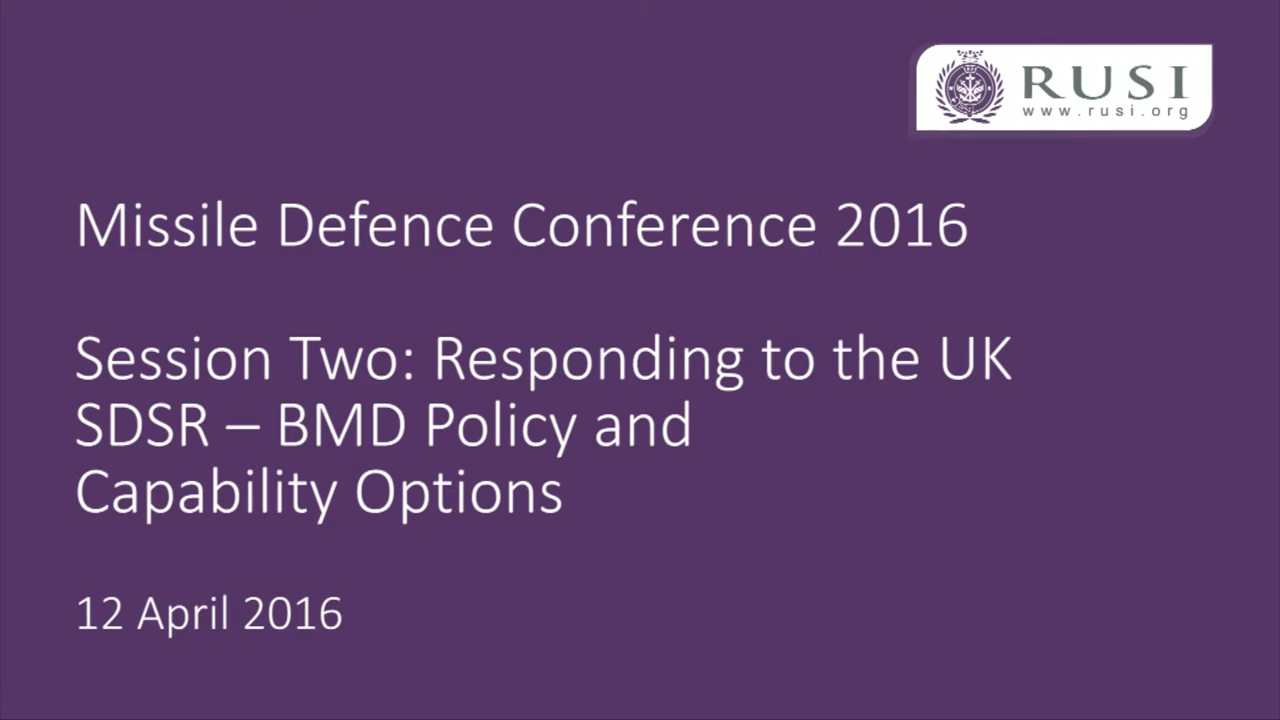 RUSI
www.rusi.org
Missile Defence Conference 2016
Session Two: Responding to the UK
SDSR – BMD Policy and
Capability Options
12 April 2016